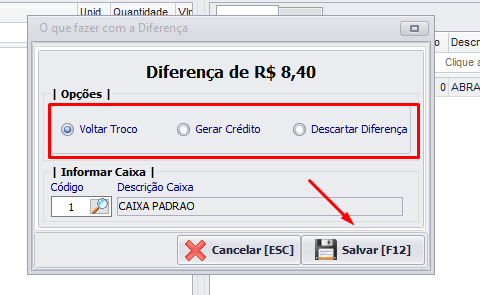 Unid Quantidade Vlr
O que fazer com a Diferença
o Descr
Diferença de R$ 8,40
Clique a
| Opções |
0 ABRA
Voltar Troco Gerar Crédito Descartar Diferença
| Informar Caixa |
Código Descrição Caixa
1 CAIXA PADRAO
Cancelar [ESC] Salvar [F12]